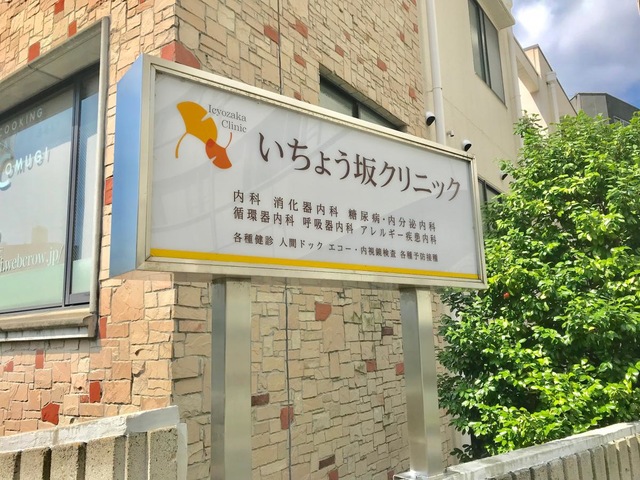 Icyozaka
Clinic
いちょう坂クリニック
内科 消化器内科 糖尿病・内分泌内科
循環器内科 呼吸器内科 アレルギー疾患内科
各種健診 人間ドック エコー・内視鏡検査 各種予防接種
COOKING
iwebcrow.jp/